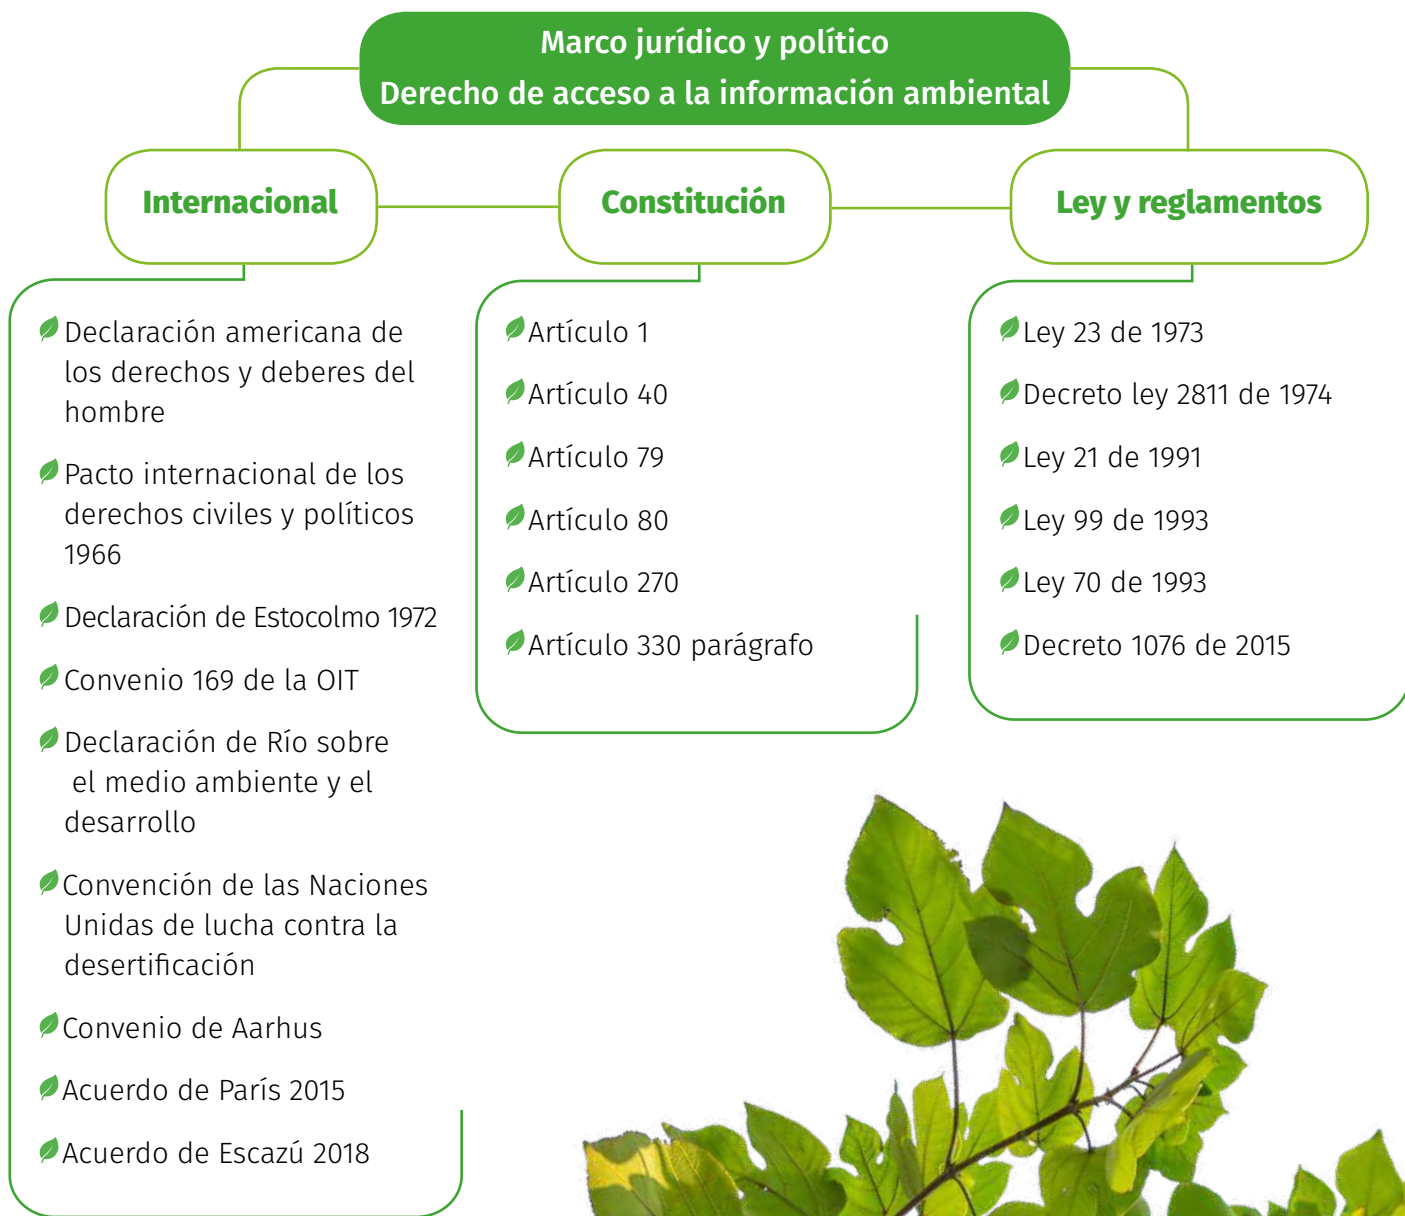 Marco jurídico y político
Derecho de acceso a la información ambiental
Internacional
Declaración americana de
los derechos y deberes del
hombre
Pacto internacional de los
derechos civiles y políticos
1966
Declaración de Estocolmo 1972
Convenio 169 de la OIT
Declaración de Río sobre
el medio ambiente y el
desarrollo
Convención de las Naciones
Unidas de lucha contra la
desertificación
Convenio de Aarhus
Acuerdo de París 2015
Acuerdo de Escazú 2018
Constitución
Artículo 1
Artículo 40
Artículo 79
Artículo 80
Artículo 270
Artículo 330 parágrafo
Ley y reglamentos
Ley 23 de 1973
Decreto ley 2811 de 1974
Ley 21 de 1991
Ley 99 de 1993
Ley 70 de 1993
Decreto 1076 de 2015